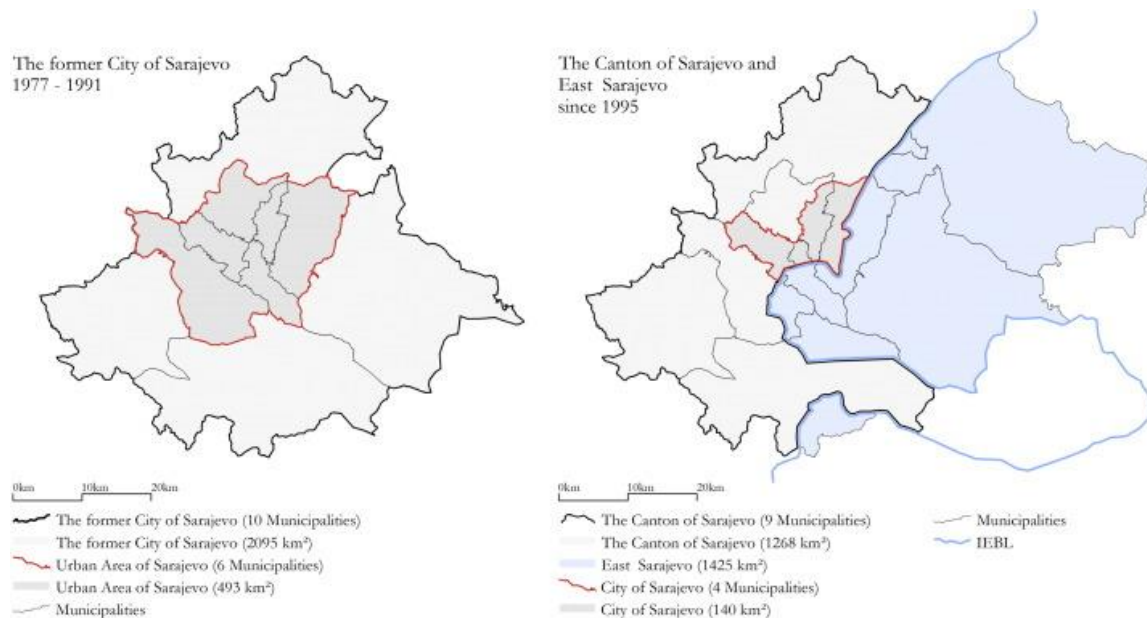 The former City of Sarajevo
1977 - 1991
0km 10km 20km
The former City of Sarajevo (10 Municipalities)
The former City of Sarajevo (2095 km²)
Urban Area of Sarajevo (6 Municipalities)
Urban Area of Sarajevo (493 km²)
Municipalities
The Canton of Sarajevo and
East Sarajevo
since 1995
0km 10km 20km
The Canton of Sarajevo (9 Municipalities)
The Canton of Sarajevo (1268 km²)
East Sarajevo (1425 km²)
City of Sarajevo (4 Municipalities)
City of Sarajevo (140 km²)
Municipalities
IEBL